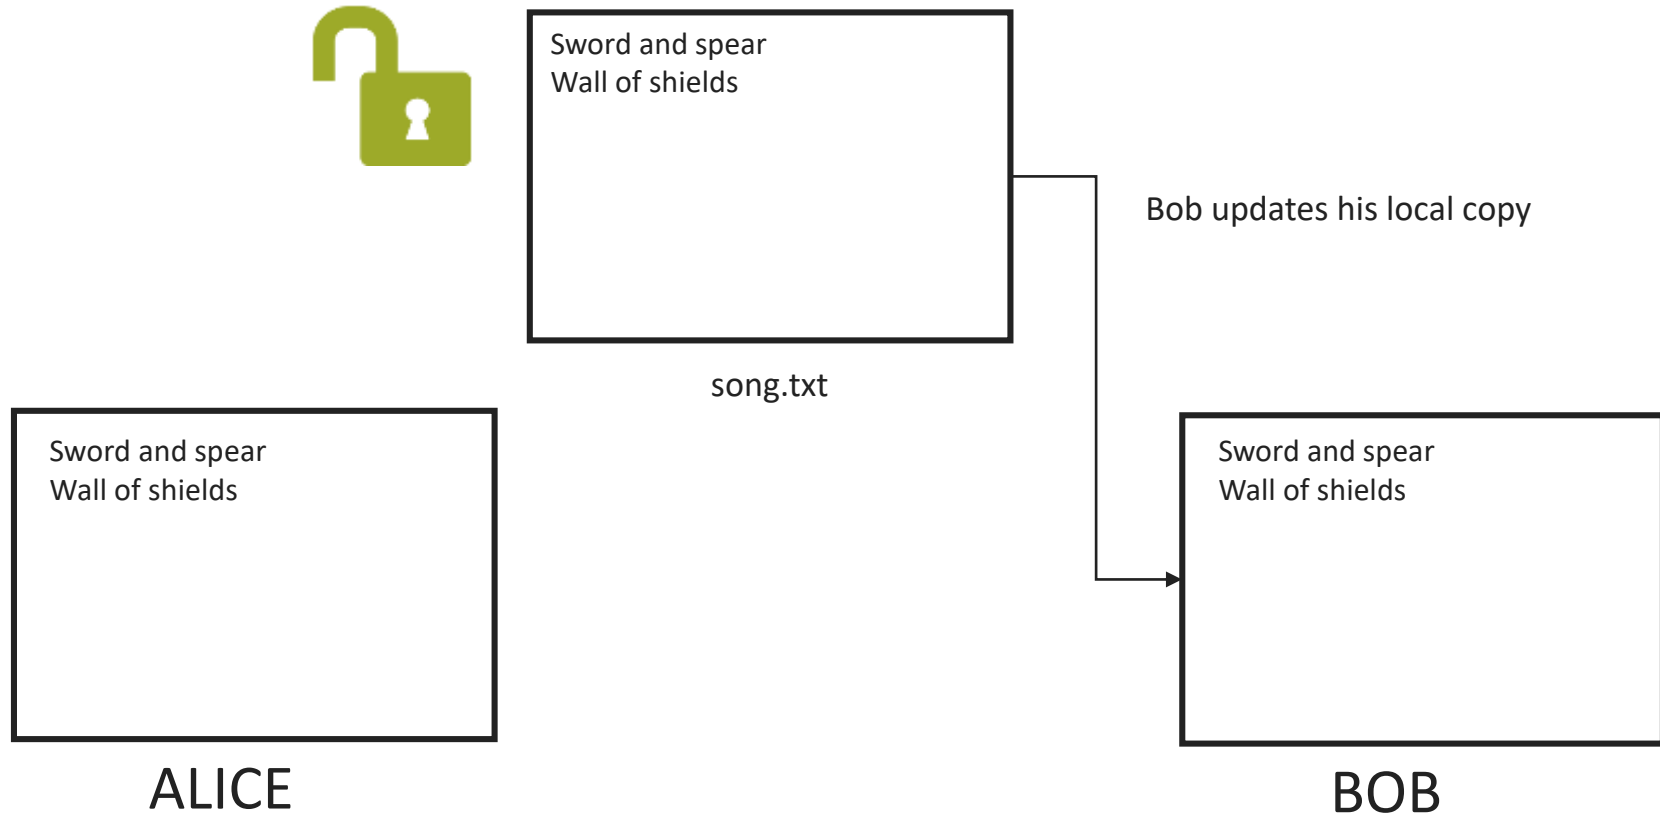 Sword and spear
Wall of shields
Bob updates his local copy
song.txt
Sword and spear
Wall of shields
ALICE
Sword and spear
Wall of shields
BOB